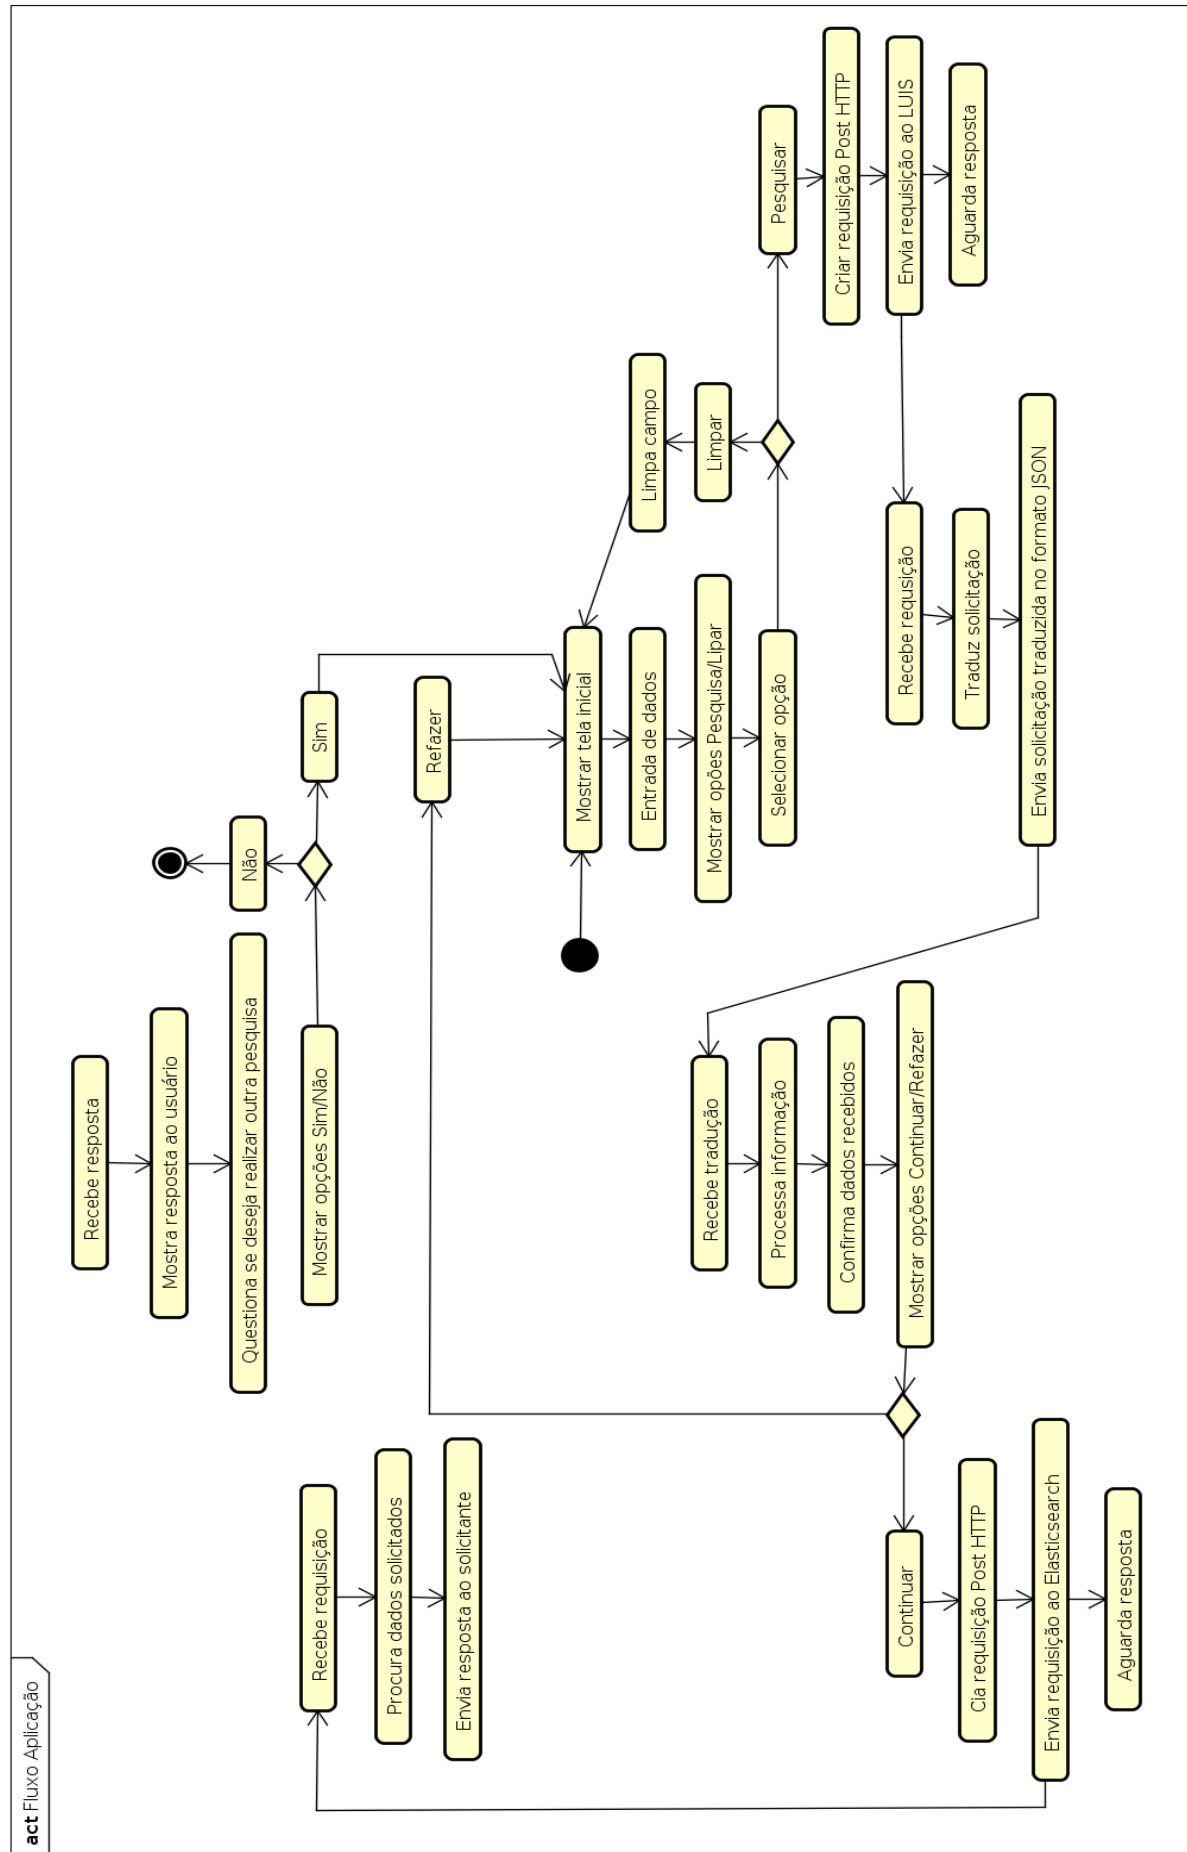 act Fluxo Aplicação
Recebe requisição
Procura dados solicitados
Envia resposta ao solicitante
Continuar
Cia requisição Post HTTP
Envia requisição ao Elasticsearch
Aguarda resposta
Recebe resposta
Mostra resposta ao usuário
Questiona se deseja realizar outra pesquisa
Mostrar opções Sim/Não
Recebe tradução
Processa informação
Confirma dados recebidos
Mostrar opções Continuar/Refazer
Não
Sim
Refazer
Mostrar tela inicial
Entrada de dados
Mostrar opões Pesquisa/Lipar
Selecionar opção
Recebe requsição
Traduz solicitação
Envia solicitação traduzida no formato JSON
Limpa campo
Limpar
Pesquisar
Criar requisição Post HTTP
Envia requisição ao LUIS
Aguarda resposta